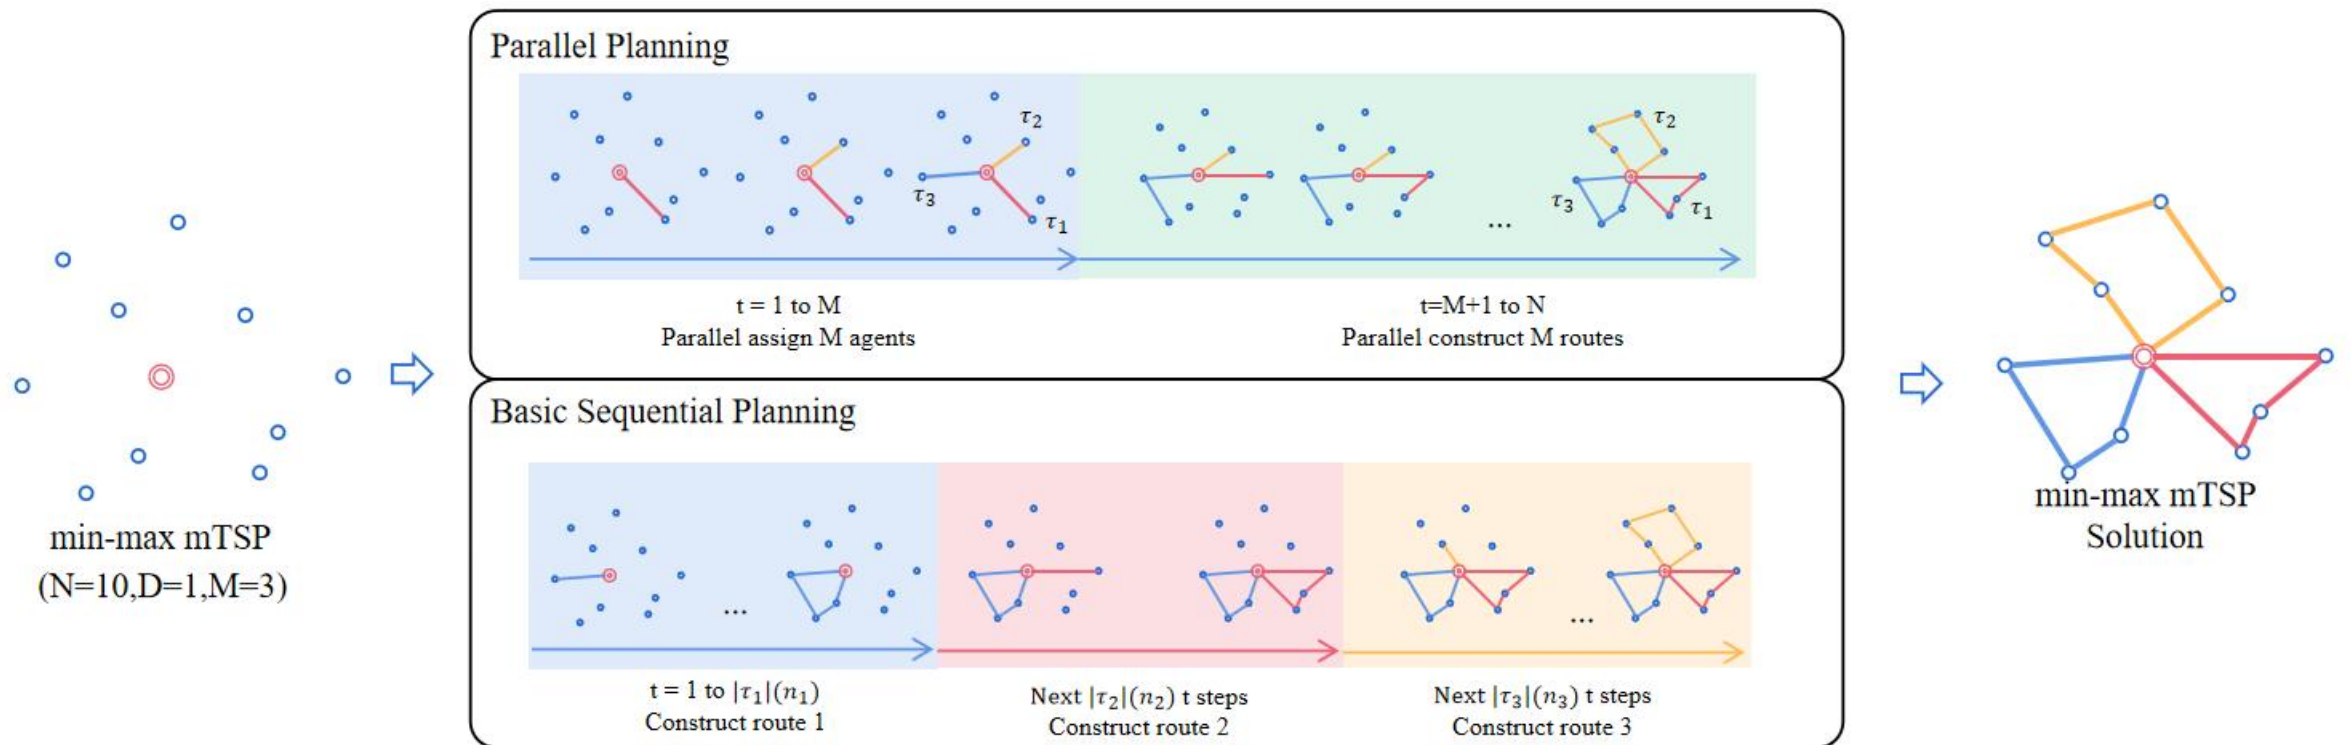 min-max mTSP
(N=10,D=1,M=3)
Parallel Planning
τ2
τ3
τ1
t = 1 to M
Parallel assign M agents
τ2
τ3
τ1
...
t=M+1 to N
Parallel construct M routes
Basic Sequential Planning
...
t = 1 to |τ1|(n1)
Construct route 1
Next |τ2|(n2) t steps
Construct route 2
...
Next |τ3|(n3) t steps
Construct route 3
min-max mTSP
Solution